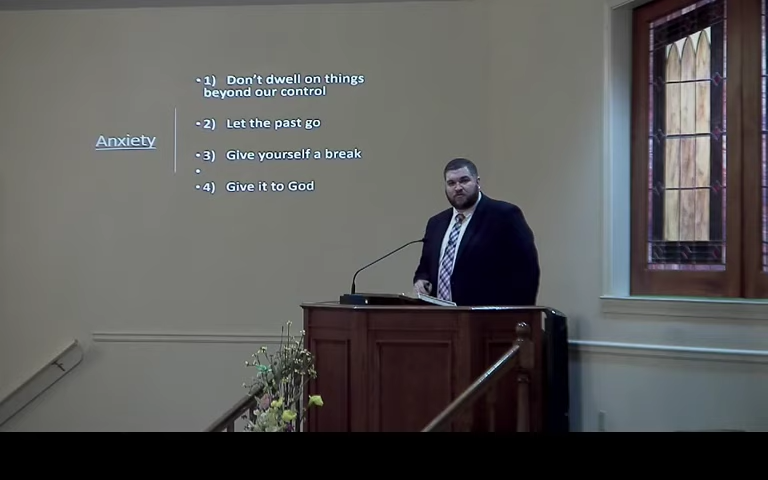 Anxiety
• 1) Don't dwell on things
beyond our control
• 2) Let the past go
• 3) Give yourself a break
•
• 4) Give it to God